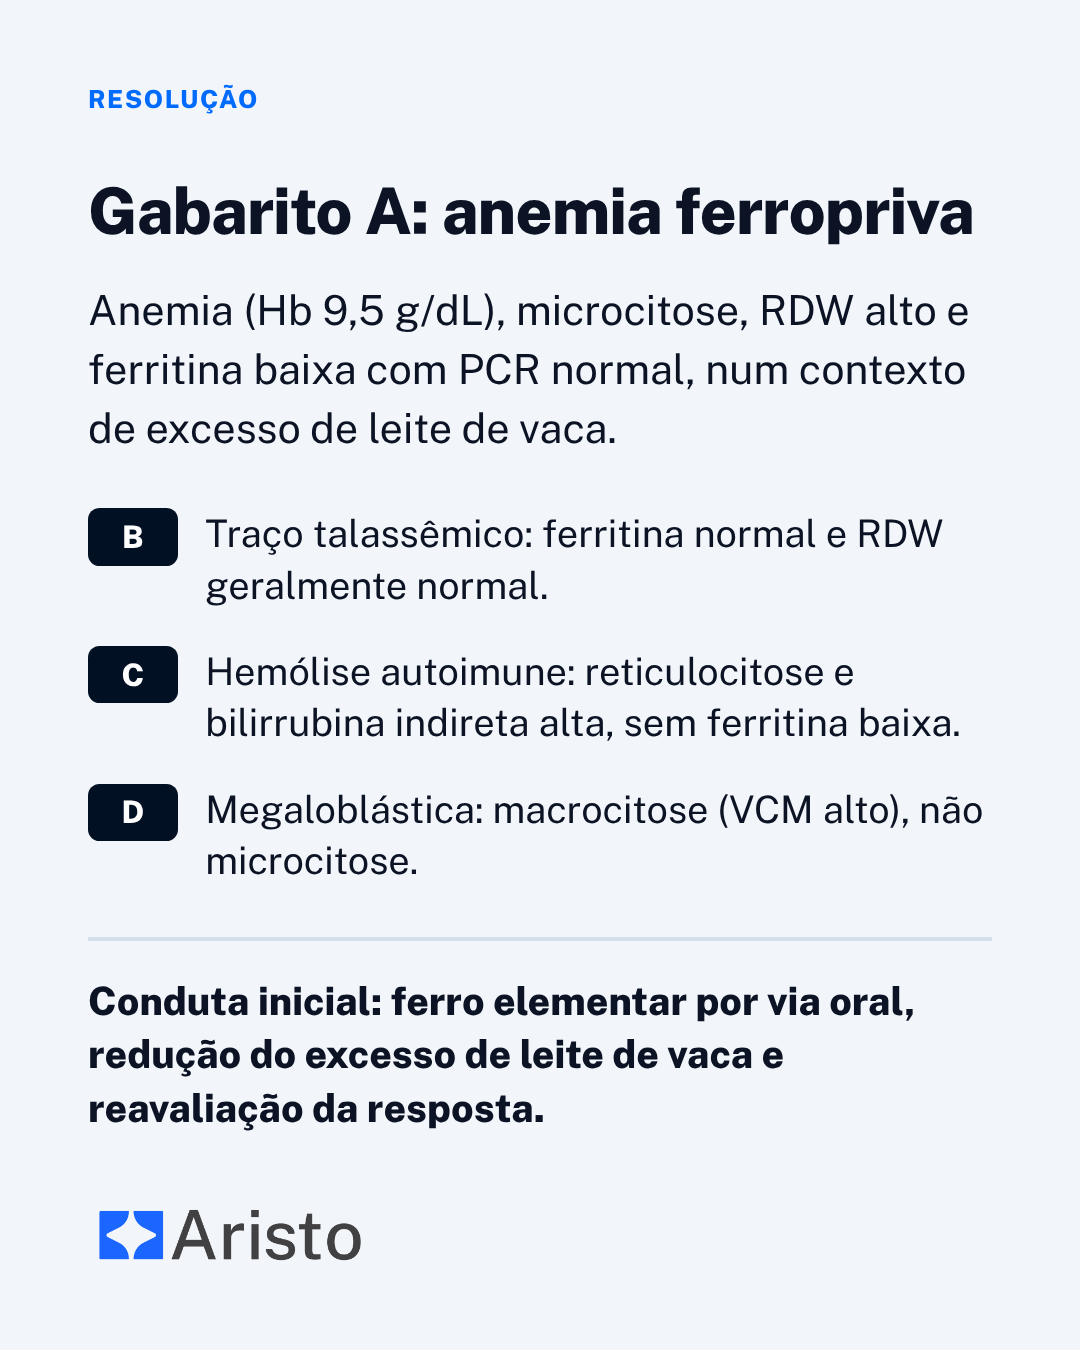 RESOLUÇÃO
Gabarito A: anemia ferropriva
Anemia (Hb 9,5 g/dL), microcitose, RDW alto e
ferritina baixa com PCR normal, num contexto
de excesso de leite de vaca.
B Traço talassêmico: ferritina normal e RDW
geralmente normal.
C Hemólise autoimune: reticulocitose e
bilirrubina indireta alta, sem ferritina baixa.
D Megaloblástica: macrocitose (VCM alto), não
microcitose.
Conduta inicial: ferro elementar por via oral,
redução do excesso de leite de vaca e
reavaliação da resposta.
Aristo